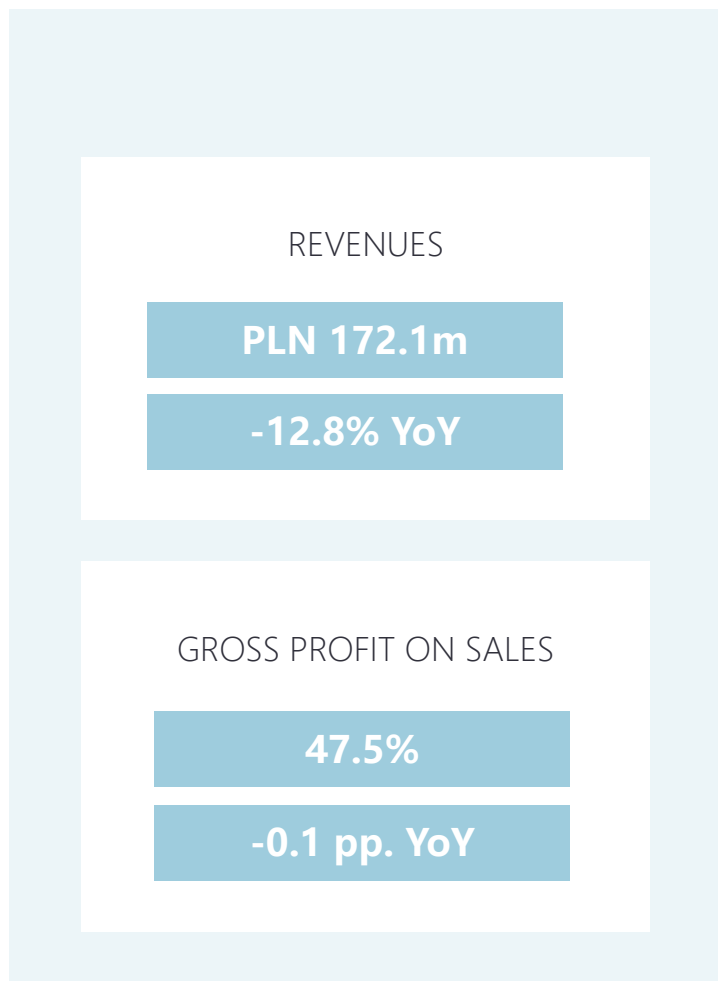 REVENUES
PLN 172.1m
-12.8% YoY
GROSS PROFIT ON SALES
47.5%
-0.1 pp. YoY